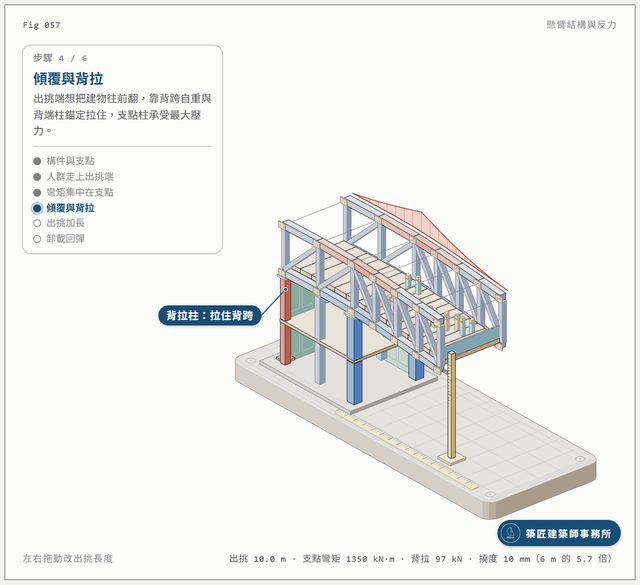 Fig 057
懸臂結構與反力
步驟 4 / 6
傾覆與背拉
出挑端想把建物往前翻，靠背跨自重與
背端柱錨定拉住，支點柱承受最大壓
力。
構件與支點
人群走上出挑端
彎矩集中在支點
傾覆與背拉
出挑加長
卸載回彈
背拉柱：拉住背跨
築匠建築師事務所
左右拖動改出挑長度
出挑 10.0 m · 支點彎矩 1350 kN·m · 背拉 97 kN · 撓度 10 mm（6 m 的 5.7 倍）